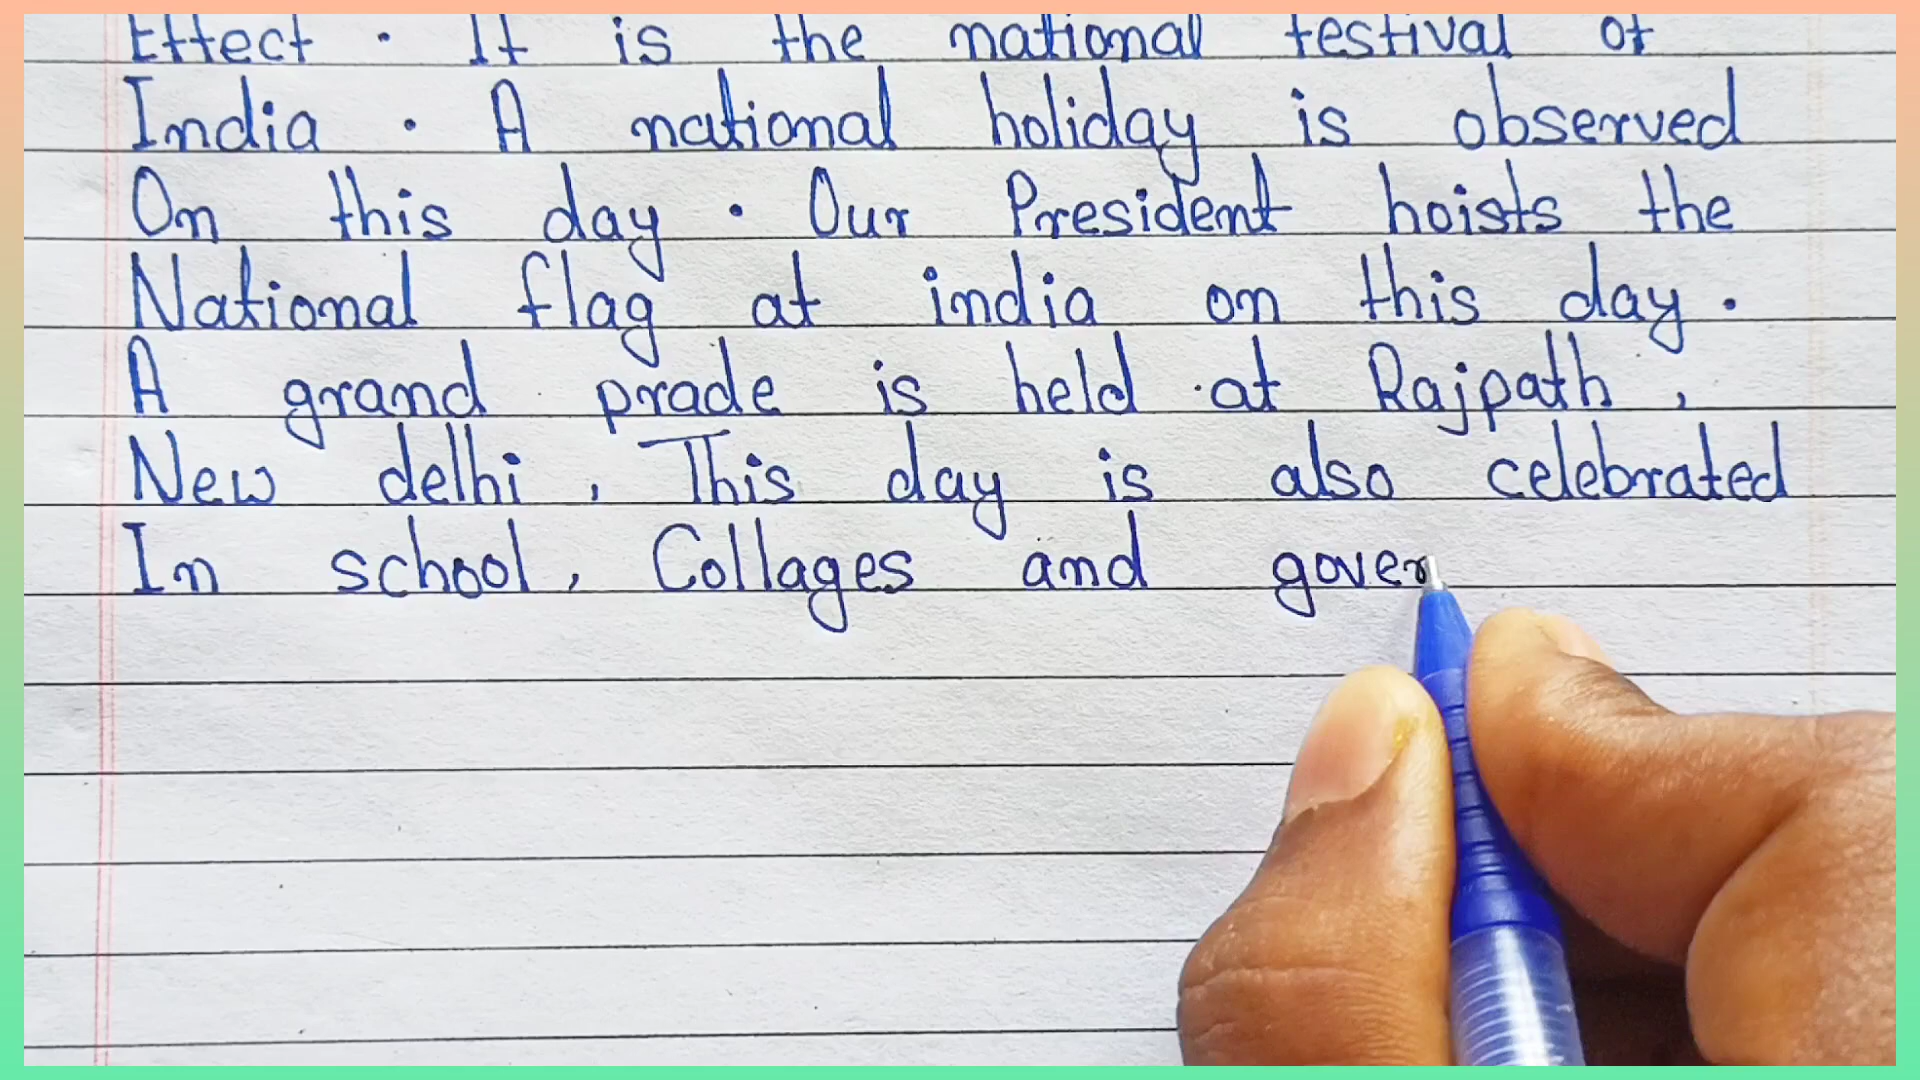 Effect . It is the national festival of
India . A national holiday is observed
On this day . Our President hoists the
National flag at india on this day .
A grand prade is held at Rajpath ,
New delhi , This day is also celebrated
In school , Collages and gover